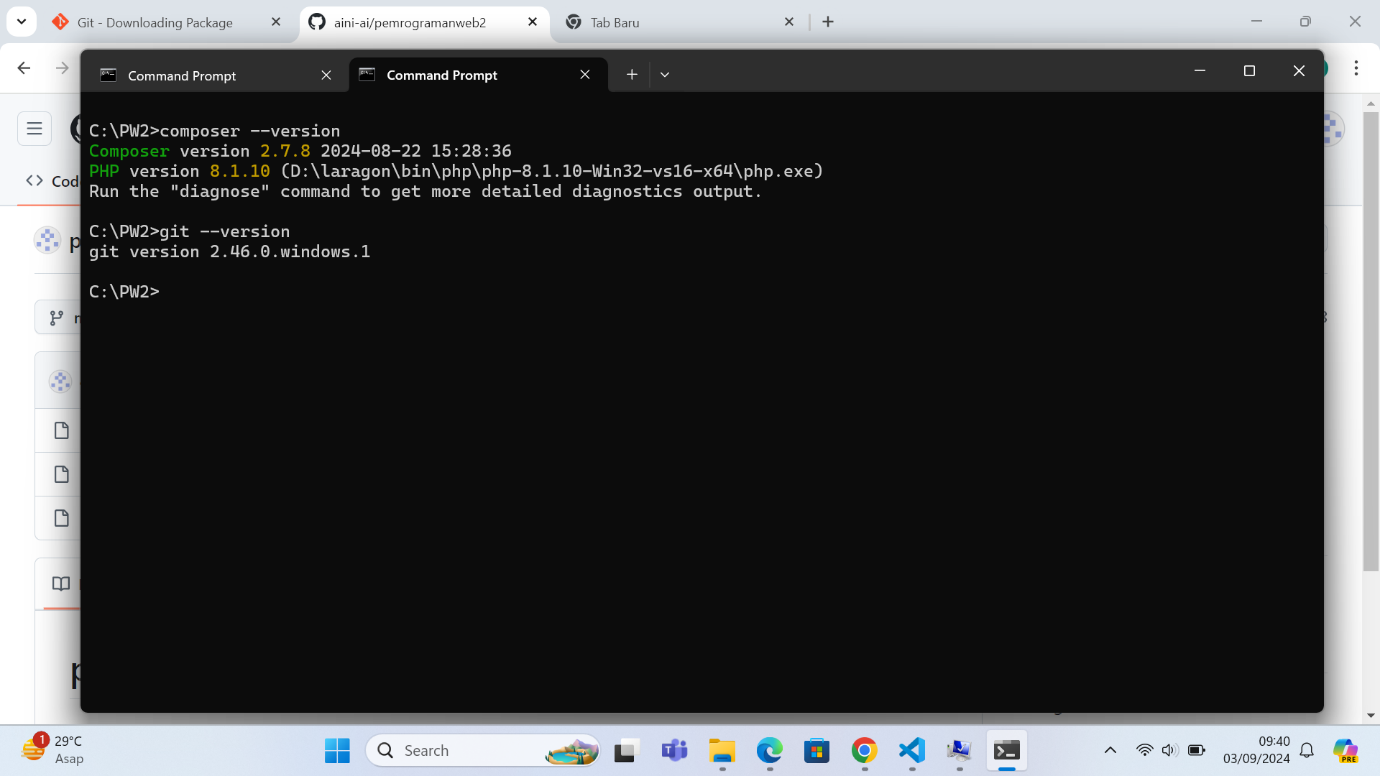 Git - Downloading Package
aini-ai/pemrogramanweb2
Tab Baru
Command Prompt
Command Prompt
C:\PW2>composer --version
Composer version 2.7.8 2024-08-22 15:28:36
PHP version 8.1.10 (D:\laragon\bin\php\php-8.1.10-Win32-vs16-x64\php.exe)
Run the "diagnose" command to get more detailed diagnostics output.
C:\PW2>git --version
git version 2.46.0.windows.1
C:\PW2>
1
29°C
Asap
Search
09:40
03/09/2024
PRE